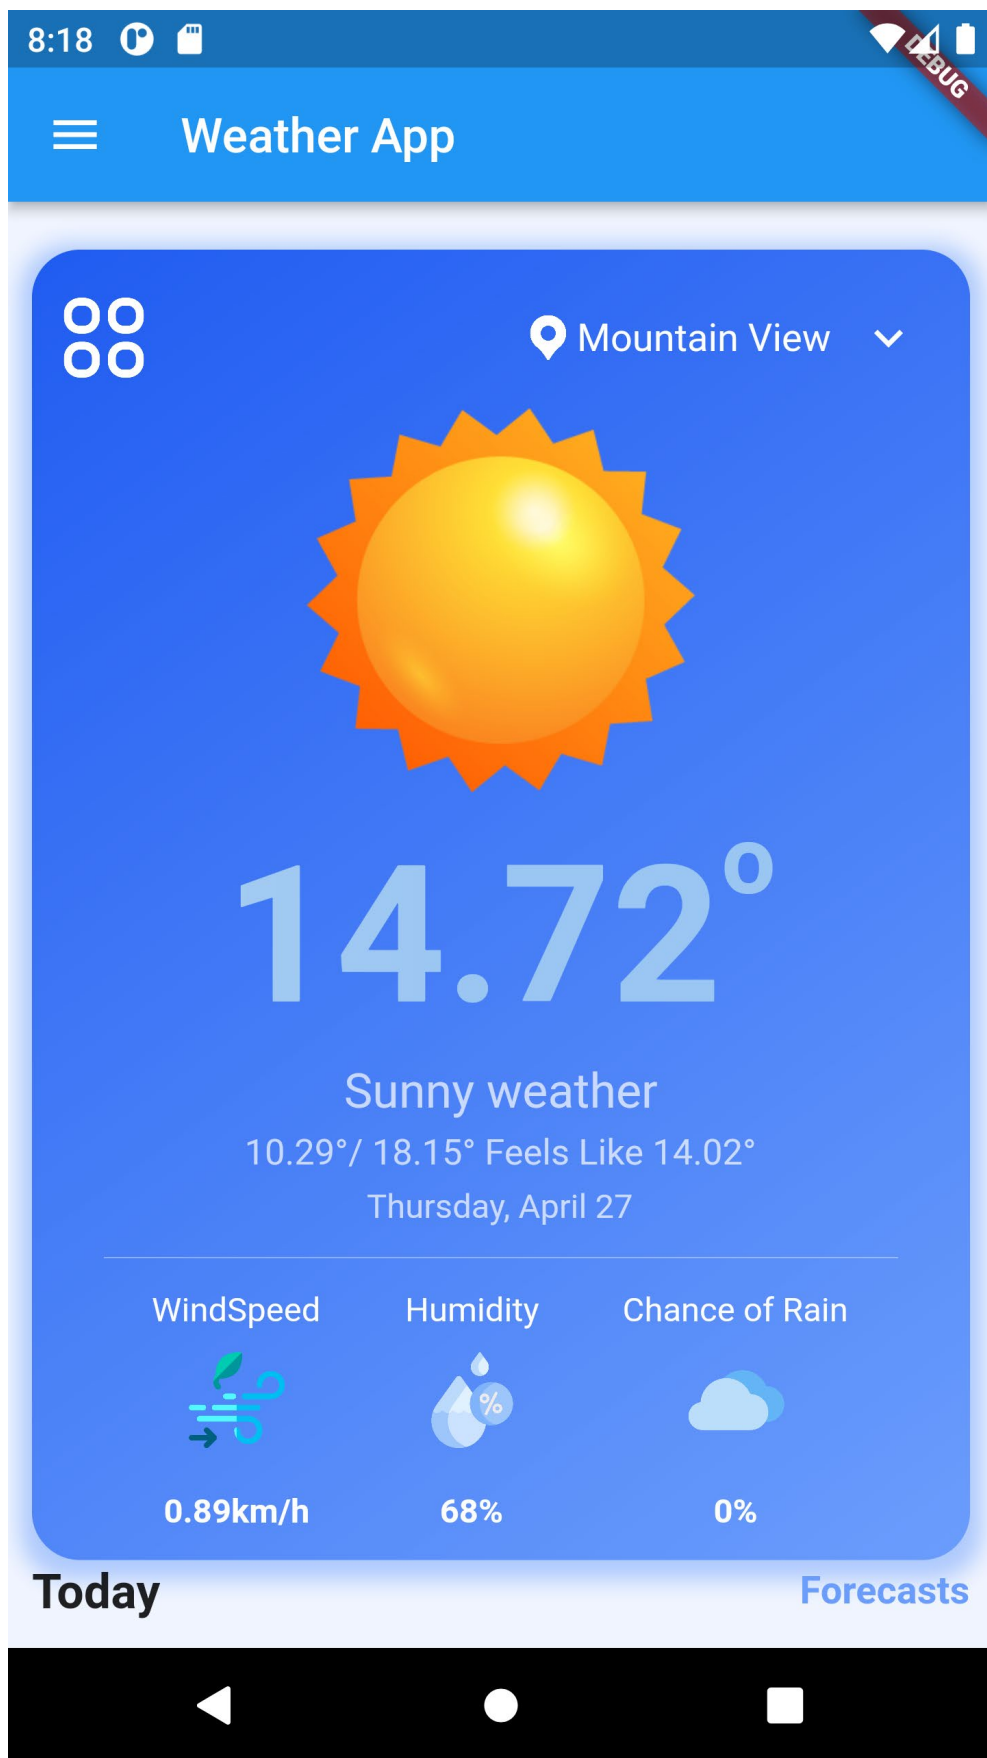 8:18
DEBUG
Weather App
Mountain View
14.72°
Sunny weather
10.29°/ 18.15° Feels Like 14.02°
Thursday, April 27
WindSpeed Humidity Chance of Rain
%
0.89km/h 68% 0%
Today Forecasts